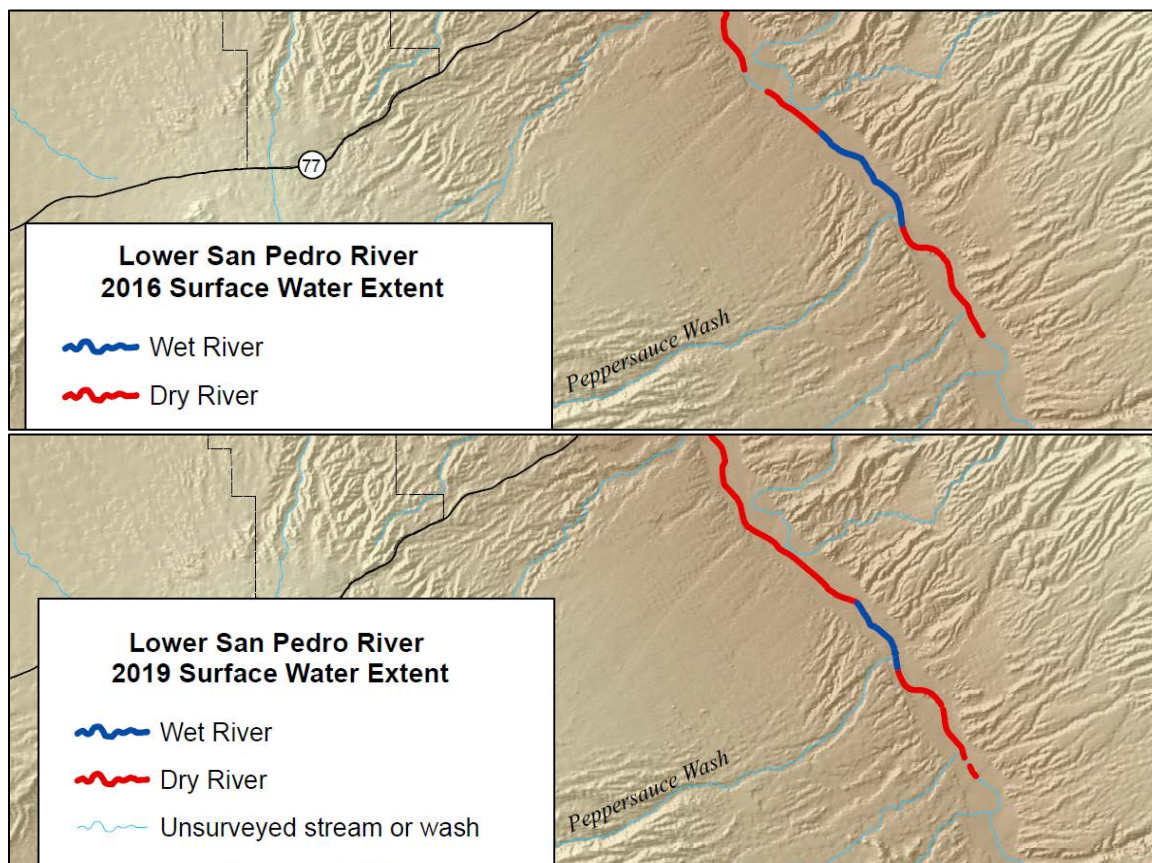 77
Lower San Pedro River
2016 Surface Water Extent
Wet River
Dry River
Peppersauce Wash
Lower San Pedro River
2019 Surface Water Extent
Wet River
Dry River
Unsurveyed stream or wash
Peppersauce Wash